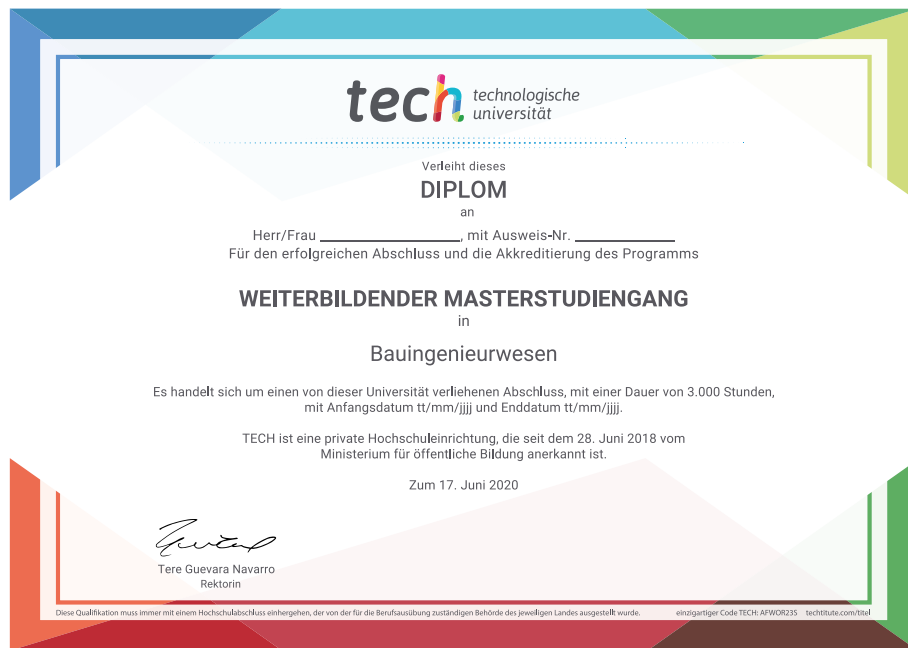 tech technologische
universität
Verleiht dieses
DIPLOM
an
Herr/Frau ____________________, mit Ausweis-Nr. ______________
Für den erfolgreichen Abschluss und die Akkreditierung des Programms
WEITERBILDENDER MASTERSTUDIENGANG
in
Bauingenieurwesen
Es handelt sich um einen von dieser Universität verliehenen Abschluss, mit einer Dauer von 3.000 Stunden,
mit Anfangsdatum tt/mm/jjjj und Enddatum tt/mm/jjjj.
TECH ist eine private Hochschuleinrichtung, die seit dem 28. Juni 2018 vom
Ministerium für öffentliche Bildung anerkannt ist.
Zum 17. Juni 2020
Tere Guevara Navarro
Rektorin
Diese Qualifikation muss immer mit einem Hochschulabschluss einhergehen, der von der für die Berufsausübung zuständigen Behörde des jeweiligen Landes ausgestellt wurde. einzigartiger Code TECH: AFWOR23S techtitute.com/titel